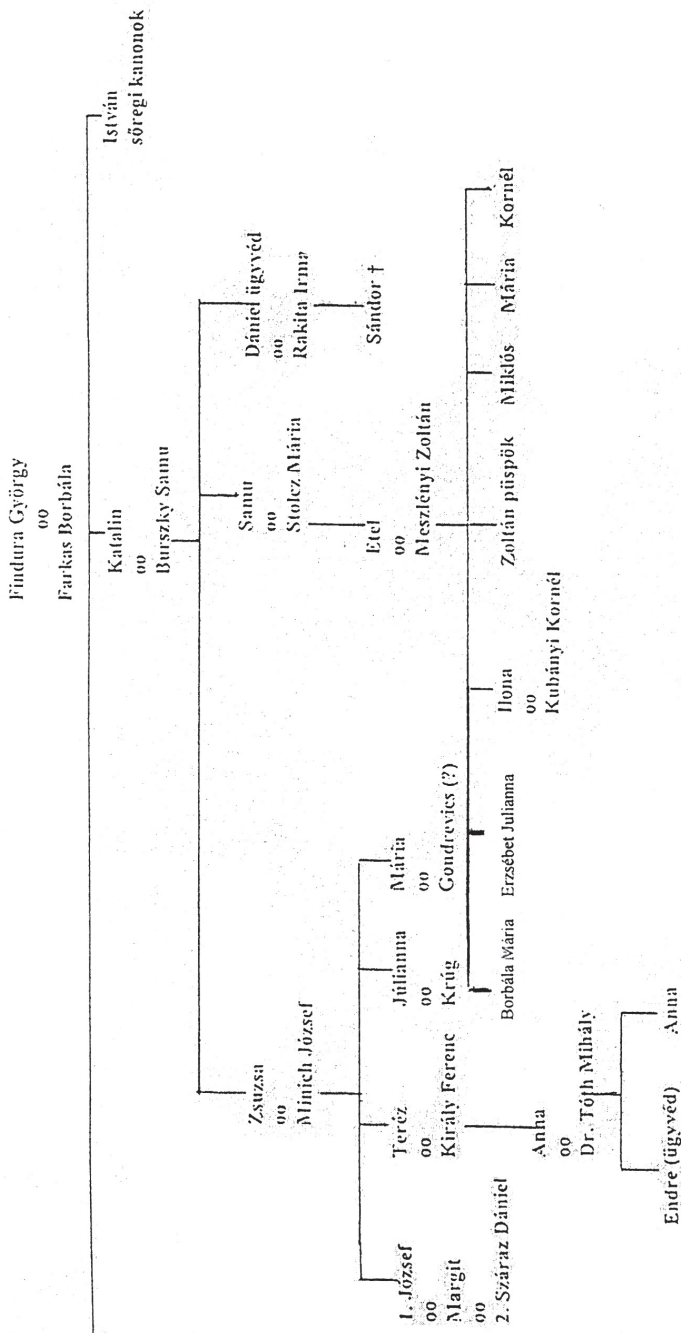 Findura György
oo
Farkas Borbála
Katalin
oo
Burszky Samu
István
sőregi kanonok
Zsuzsa
oo
Minich József
Samu
oo
Stolcz Mária
Dániel ügyvéd
oo
Rakita Irma
1. József
oo
Margit
oo
2. Száraz Dániel
Teréz
oo
Király Ferenc
Júlianna
oo
Krúg
Mária
oo
Gondrevics (?)
Etel
oo
Meszlényi Zoltán
Sándor †
Anna
oo
Dr. Tóth Mihály
Borbála Mária
Erzsébet Julianna
Ilona
oo
Kubányi Kornél
Zoltán püspök
Miklós
Mária
Kornél
Endre (ügyvéd)
Anna